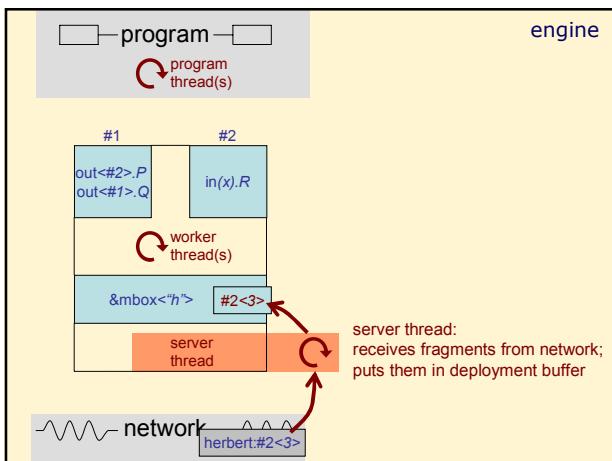 engine
program
program
thread(s)
#1
#2
out<#2>.P
out<#1>.Q
in(x).R
worker
thread(s)
&mbox<“h”>
#2<3>
server
thread
server thread:
receives fragments from network;
puts them in deployment buffer
network
herbert:#2<3>